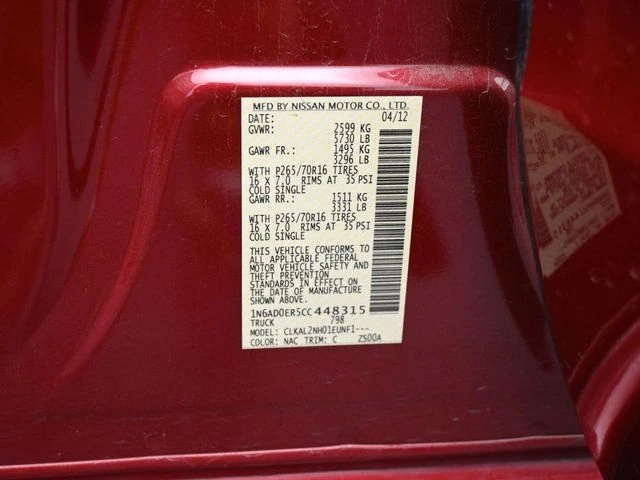 MFD BY NISSAN MOTOR CO., LTD.
DATE: 04/12
GVWR: 2599 KG
5730 LB
GAWR FR.: 1495 KG
3296 LB
WITH P265/70R16 TIRES
16 X 7.0 RIMS AT 35 PSI
COLD SINGLE
GAWR RR.: 1511 KG
3331 LB
WITH P265/70R16 TIRES
16 X 7.0 RIMS AT 35 PSI
COLD SINGLE
THIS VEHICLE CONFORMS TO
ALL APPLICABLE FEDERAL
MOTOR VEHICLE SAFETY AND
THEFT PREVENTION
STANDARDS IN EFFECT ON
THE DATE OF MANUFACTURE
SHOWN ABOVE.
1N6AD0ER5CC448315
TRUCK 798
MODEL: CLKAL2NH01EUNF1---
COLOR: NAC TRIM: C ZS00A